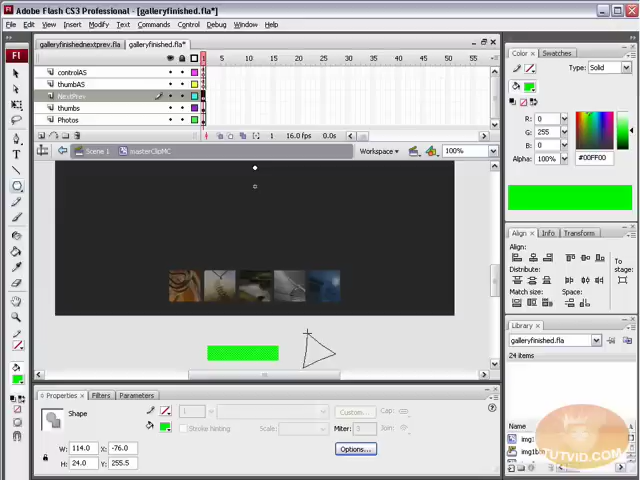 Adobe Flash CS3 Professional - [galleryfinished.fla*]
File Edit View Insert Modify Text Commands Control Debug Window Help
galleryfinishednextprev.fla galleryfinished.fla*
1 5 10 15 20 25 30 35 40 45 50 55
controlAS
thumbAS
NextPrev
thumbs
Photos
1 16.0 fps 0.0s
Scene 1 masterClipMC Workspace 100%
Fl
Color Swatches
Type: Solid
R: 0
G: 255
B: 0
Alpha: 100% #00FF00
Align Info Transform
Align:
Distribute:
Match size: Space:
To stage:
Library
galleryfinished.fla
24 items
Name
img1
img1b
TUTVID.COM
Properties Filters Parameters
Shape
1
Custom... Cap:
Stroke hinting Scale: Miter: 3 Join:
W: 114.0 X: -76.0
H: 24.0 Y: 255.5
Options...